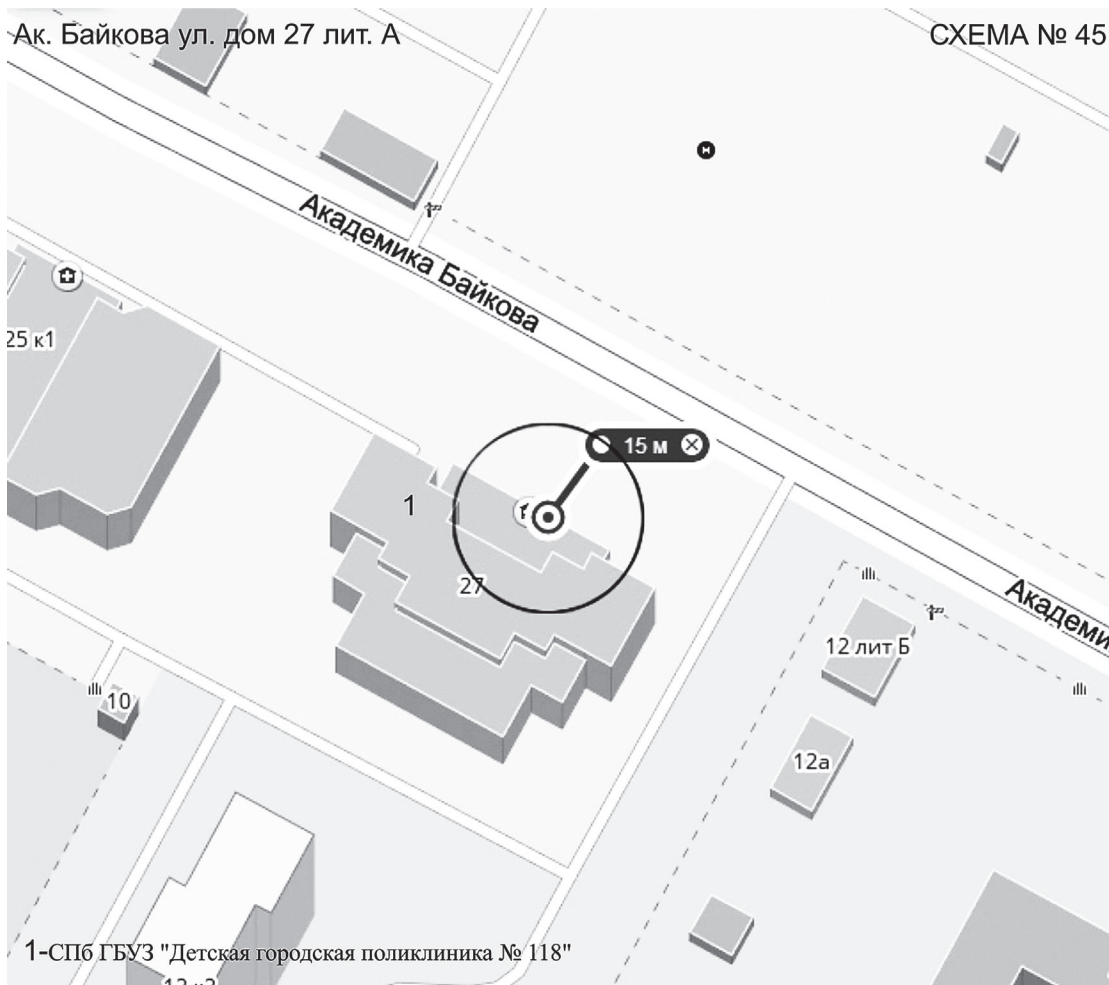 Ак. Байкова ул. дом 27 лит. А
СХЕМА № 45
Академика Байкова
25 к1
15 м
1
27
Академи
12 лит Б
10
12а
1-СПб ГБУЗ "Детская городская поликлиника № 118"